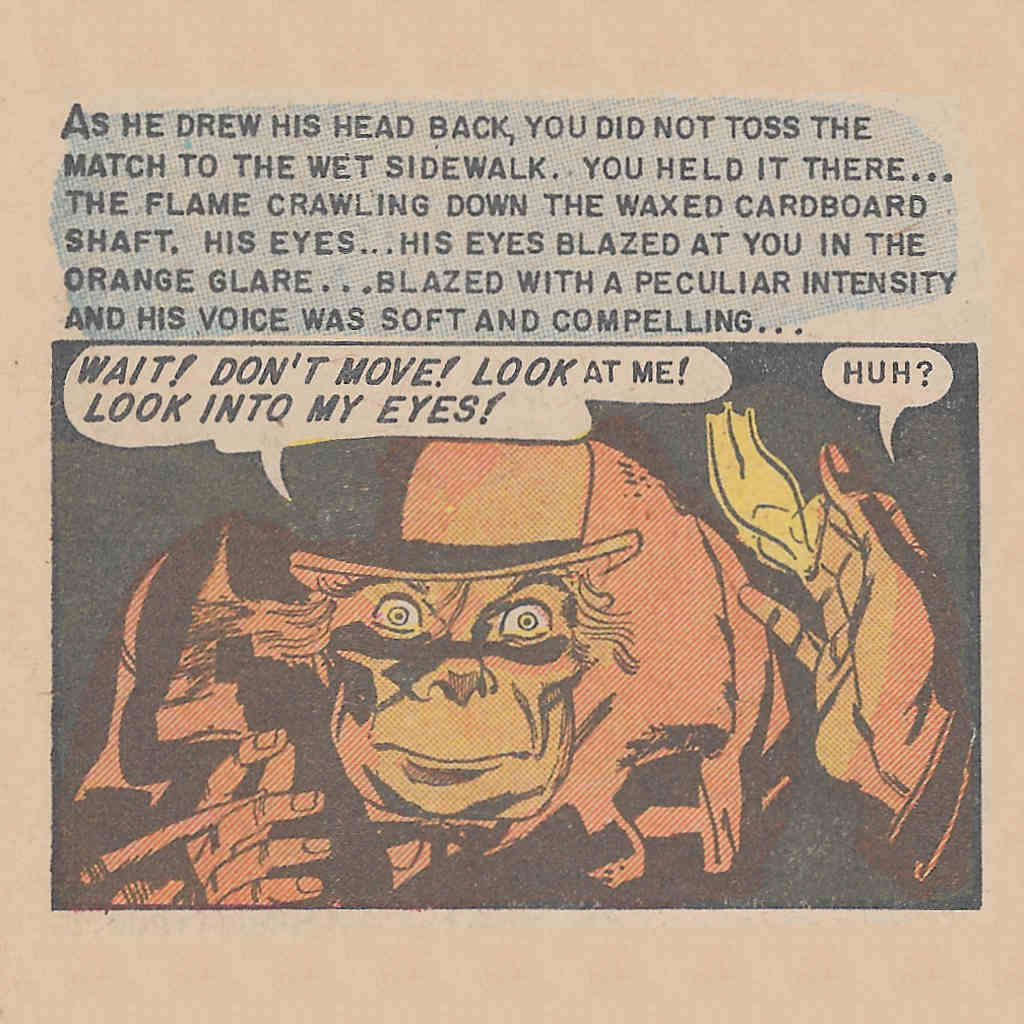 AS HE DREW HIS HEAD BACK, YOU DID NOT TOSS THE
MATCH TO THE WET SIDEWALK. YOU HELD IT THERE...
THE FLAME CRAWLING DOWN THE WAXED CARDBOARD
SHAFT. HIS EYES...HIS EYES BLAZED AT YOU IN THE
ORANGE GLARE...BLAZED WITH A PECULIAR INTENSITY
AND HIS VOICE WAS SOFT AND COMPELLING...
WAIT! DON'T MOVE! LOOK AT ME!
LOOK INTO MY EYES!
HUH?